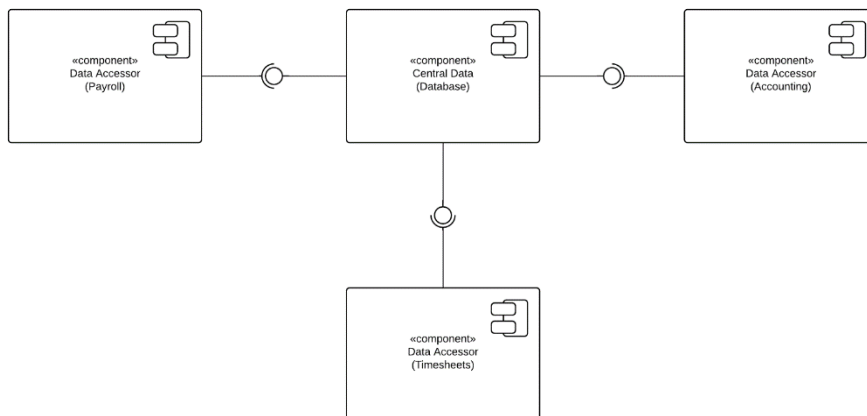 «component»
Data Accessor
(Payroll)
«component»
Central Data
(Database)
«component»
Data Accessor
(Accounting)
«component»
Data Accessor
(Timesheets)